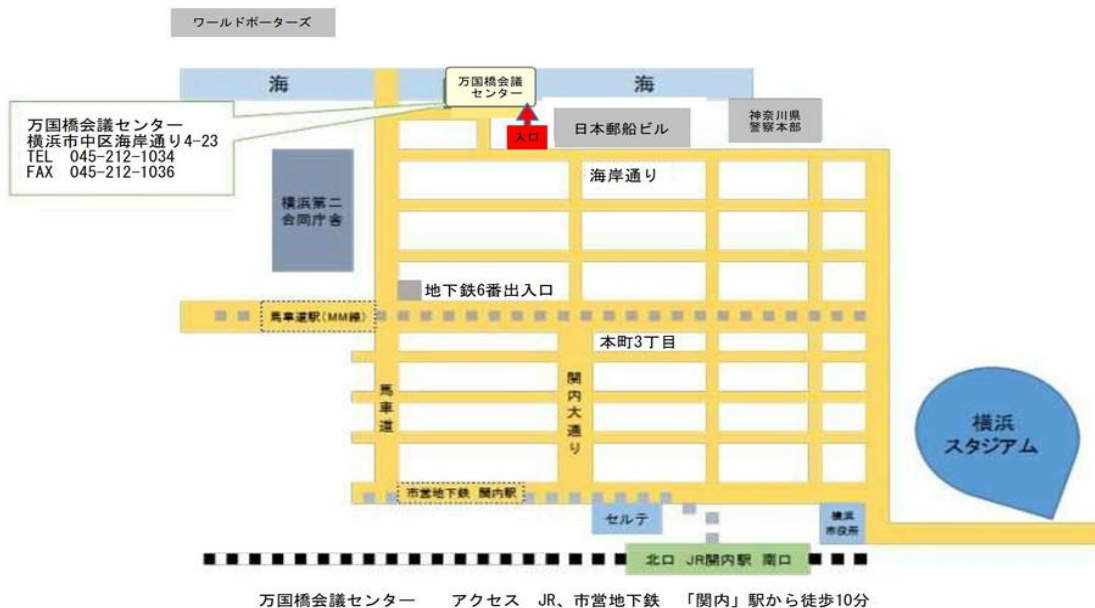 ワールドポーターズ
海
万国橋会議
センター
海
万国橋会議センター
横浜市中区海岸通り4-23
TEL 045-212-1034
FAX 045-212-1036
入口
日本郵船ビル
神奈川県
警察本部
海岸通り
横浜第二
合同庁舎
地下鉄6番出入口
馬車道駅(MM線)
本町3丁目
馬車道
関内大通り
横浜
スタジアム
市営地下鉄 関内駅
セルテ
横浜
市役所
北口 JR関内駅 南口
万国橋会議センター アクセス JR、市営地下鉄 「関内」駅から徒歩10分